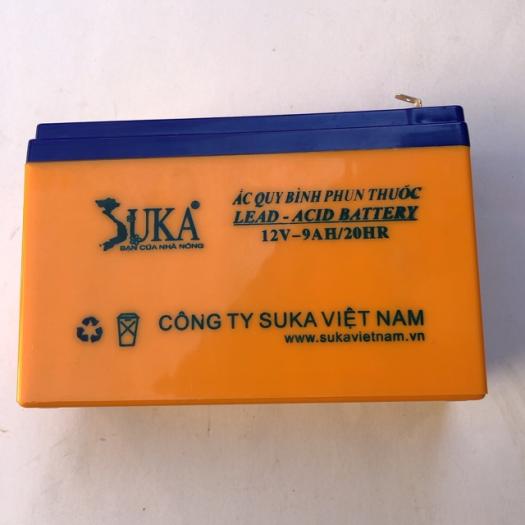 SUKA®
BẠN CỦA NHÀ NÔNG
ẮC QUY BÌNH PHUN THUỐC
LEAD - ACID BATTERY
12V-9AH/20HR
CÔNG TY SUKA VIỆT NAM
www.sukavietnam.vn